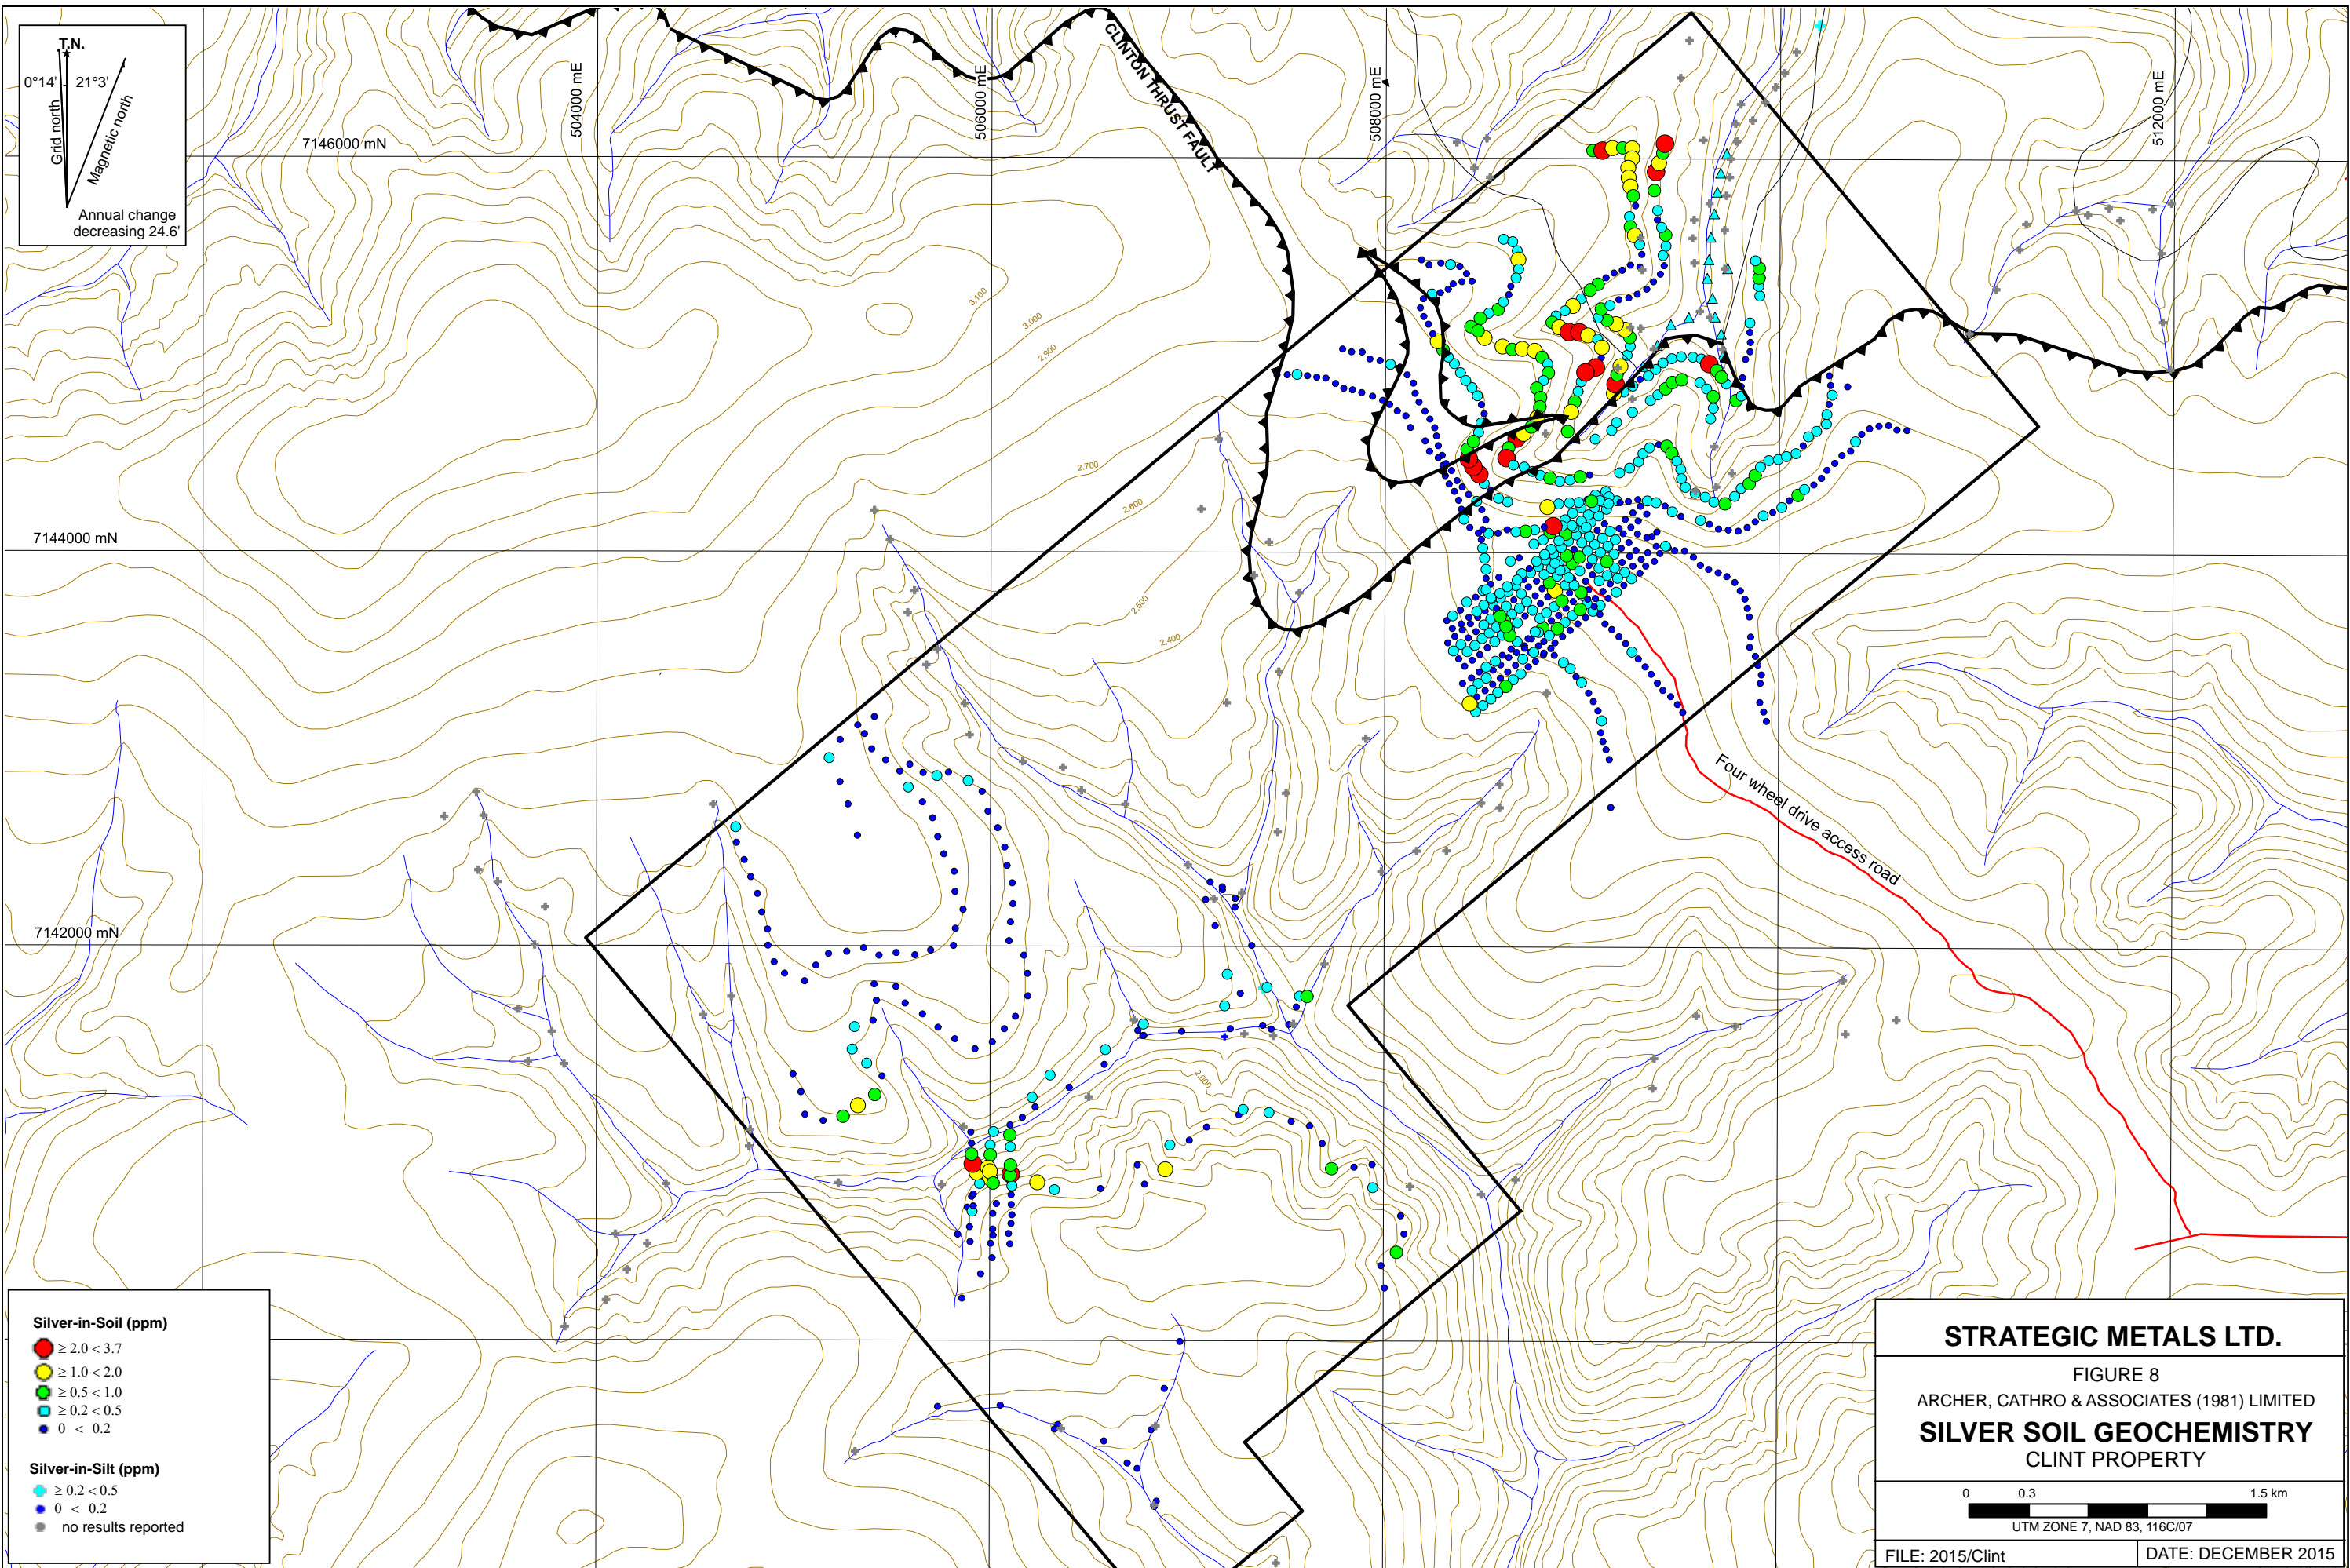 T.N.
0°14' 21°3'
Grid north
Magnetic north
Annual change
decreasing 24.6'
504000 mE
506000 mE
508000 mE
512000 mE
7146000 mN
7144000 mN
7142000 mN
CLINTON THRUST FAULT
3,100
3,000
2,900
2,700
2,600
2,500
2,400
2,000
Four wheel drive access road
Silver-in-Soil (ppm)
≥ 2.0 < 3.7
≥ 1.0 < 2.0
≥ 0.5 < 1.0
≥ 0.2 < 0.5
0 < 0.2
Silver-in-Silt (ppm)
≥ 0.2 < 0.5
0 < 0.2
no results reported
STRATEGIC METALS LTD.
FIGURE 8
ARCHER, CATHRO & ASSOCIATES (1981) LIMITED
SILVER SOIL GEOCHEMISTRY
CLINT PROPERTY
0 0.3 1.5 km
UTM ZONE 7, NAD 83, 116C/07
FILE: 2015/Clint
DATE: DECEMBER 2015